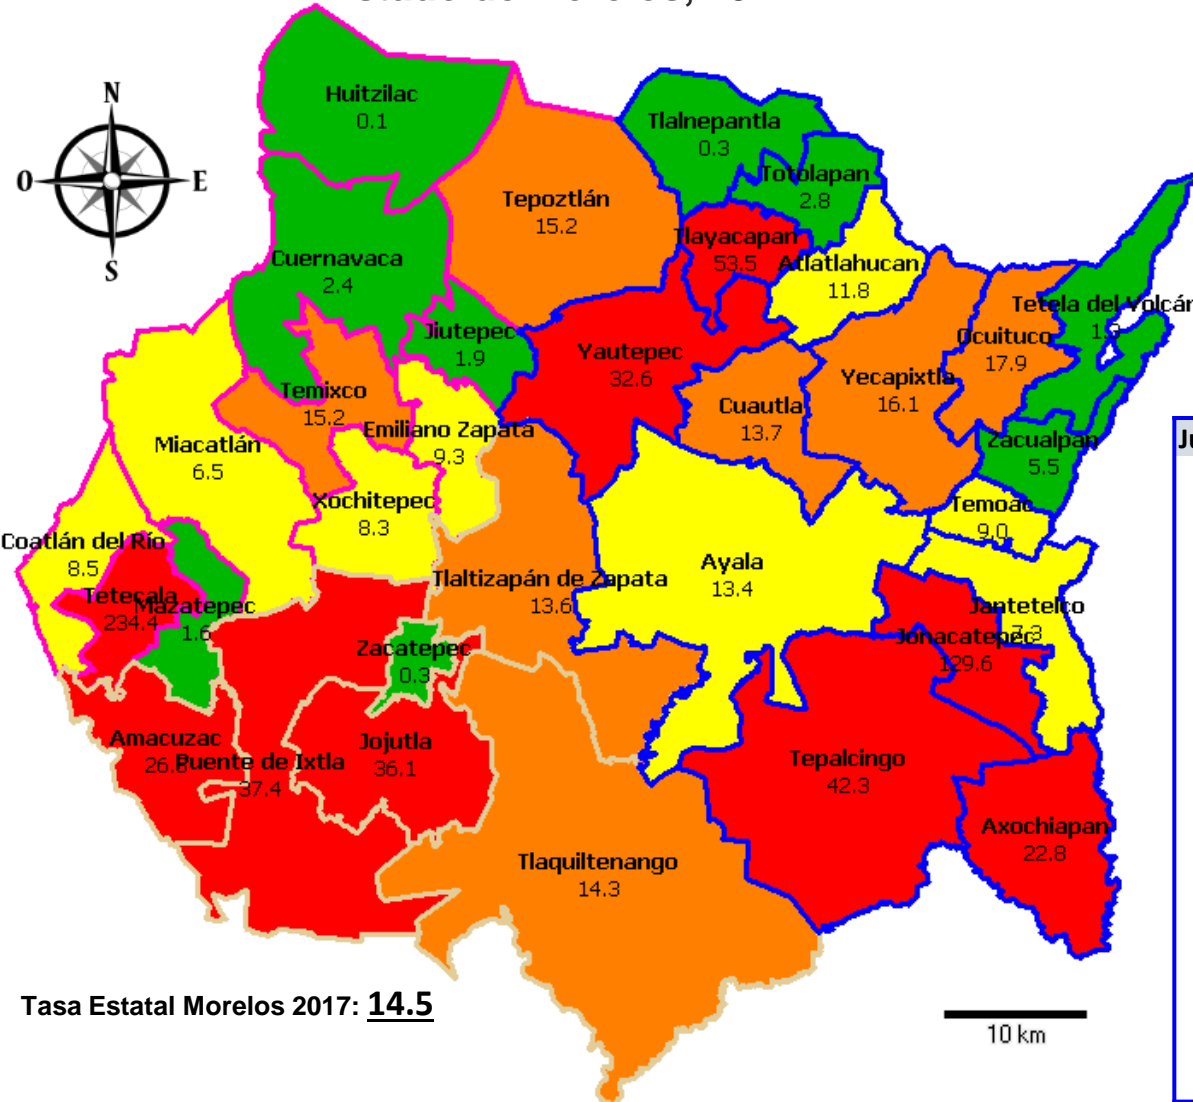 N
O
E
S
Huitzilac
0.1
Tlalnepantla
0.3
Totolapan
2.8
Tepoztlán
15.2
Tlayacapan
53.5
Atlatlahucan
11.8
Cuernavaca
2.4
Tetela del Volcán
Jiutepec
1.9
Yautepec
32.6
Ocuituco
17.9
Yecapixtla
16.1
Temixco
15.2
Cuautla
13.7
Emiliano Zapata
9.3
Miacatlán
6.5
Zacualpan
5.5
Xochitepec
8.3
Temoac
9.0
Coatlán del Río
8.5
Ayala
13.4
Tlaltizapán de Zapata
13.6
Tetecala
234.4
Mazatepec
1.6
Jantetelco
7.3
Jonacatepec
129.6
Zacatepec
0.3
Amacuzac
Puente de Ixtla
37.4
Jojutla
36.1
Tepalcingo
42.3
Axochiapan
22.8
Tlaquiltenango
14.3
Tasa Estatal Morelos 2017: 14.5
10 km